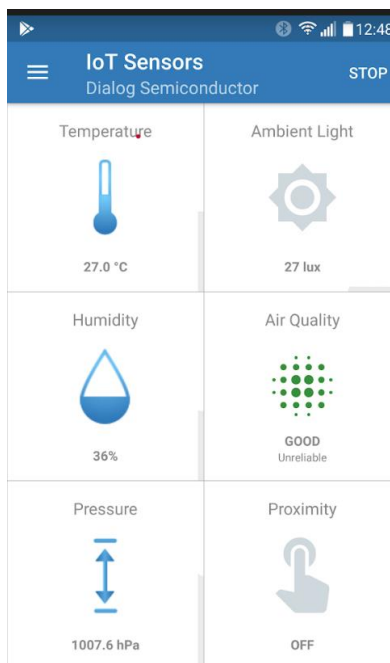 12:48
IoT Sensors
STOP
Dialog Semiconductor
Temperature
Ambient Light
27.0 °C
27 lux
Humidity
Air Quality
36%
GOOD
Unreliable
Pressure
Proximity
1007.6 hPa
OFF